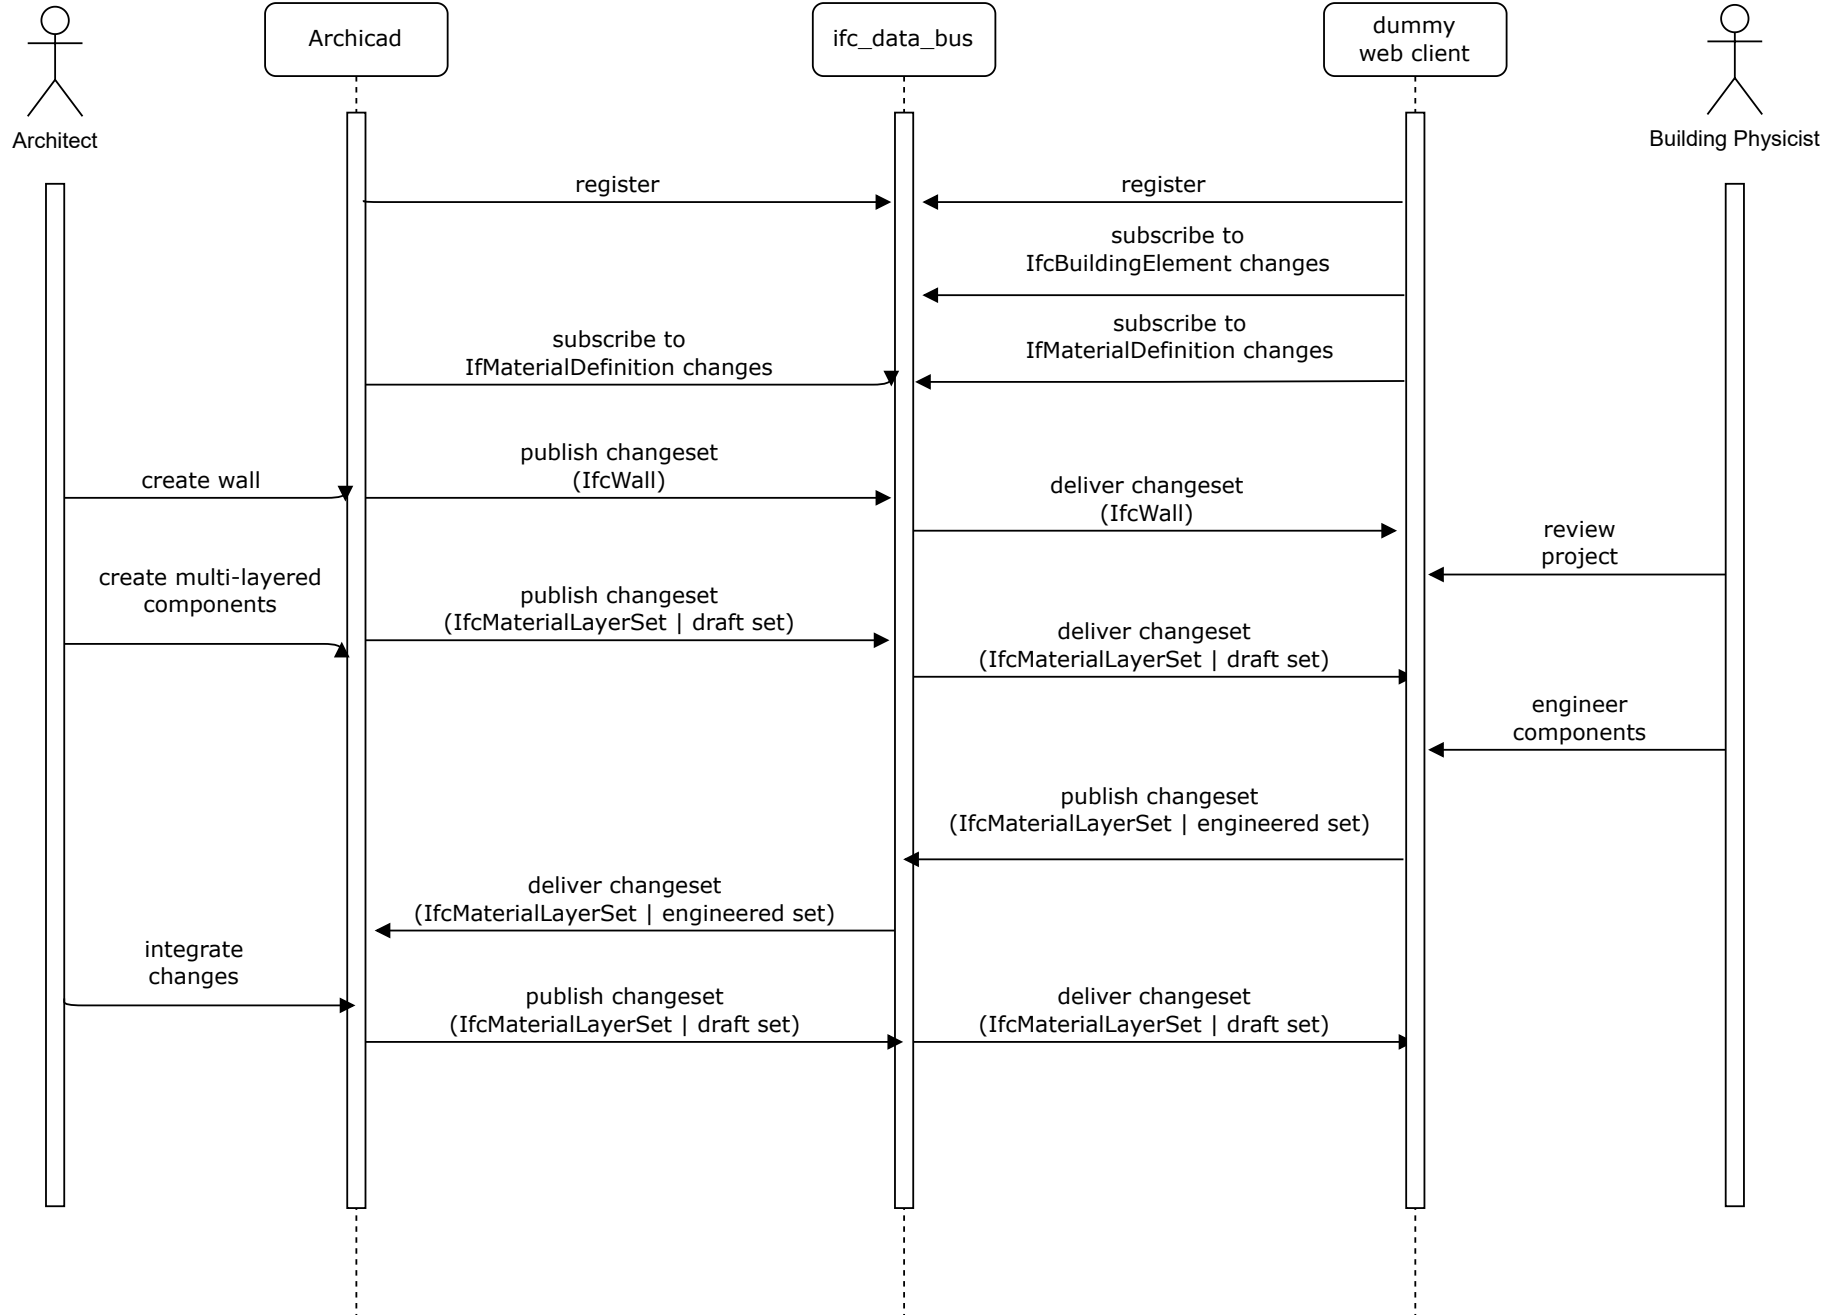 Archicad
ifc_data_bus
dummy
web client
Architect
Building Physicist
register
register
subscribe to
IfcBuildingElement changes
subscribe to
IfMaterialDefinition changes
subscribe to
IfMaterialDefinition changes
create wall
publish changeset
(IfcWall)
deliver changeset
(IfcWall)
review
project
create multi-layered
components
publish changeset
(IfcMaterialLayerSet | draft set)
deliver changeset
(IfcMaterialLayerSet | draft set)
engineer
components
publish changeset
(IfcMaterialLayerSet | engineered set)
deliver changeset
(IfcMaterialLayerSet | engineered set)
integrate
changes
publish changeset
(IfcMaterialLayerSet | draft set)
deliver changeset
(IfcMaterialLayerSet | draft set)